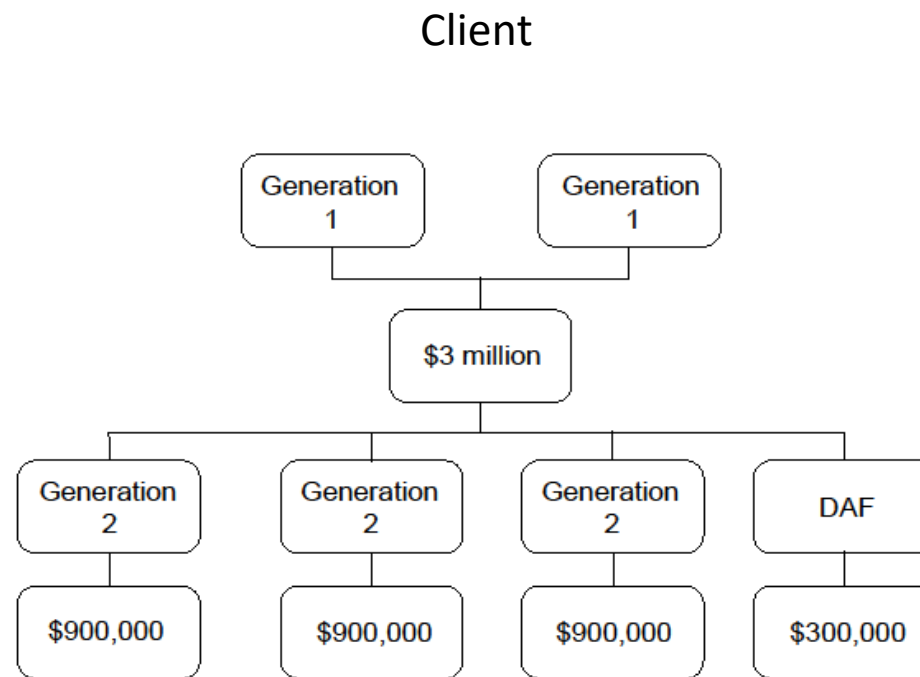 Client
Generation
1
Generation
1
$3 million
Generation
2
Generation
2
Generation
2
DAF
$900,000
$900,000
$900,000
$300,000